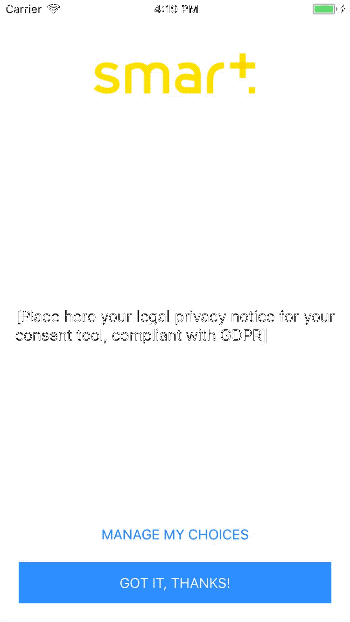 Carrier 4:19 PM
smart.
[Place here your legal privacy notice for your
consent tool, compliant with GDPR]
MANAGE MY CHOICES
GOT IT, THANKS!